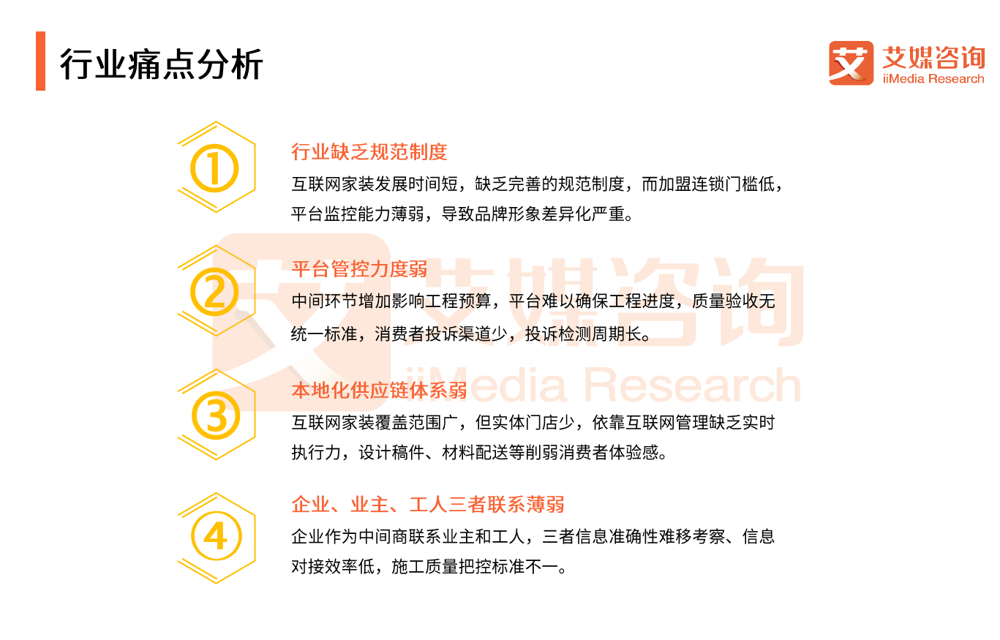 行业痛点分析
艾媒咨询
iiMedia Research
①
行业缺乏规范制度
互联网家装发展时间短，缺乏完善的规范制度，而加盟连锁门槛低，
平台监控能力薄弱，导致品牌形象差异化严重。
②
平台管控力度弱
中间环节增加影响工程预算，平台难以确保工程进度，质量验收无
统一标准，消费者投诉渠道少，投诉检测周期长。
艾媒咨询
iiMedia Research
③
本地化供应链体系弱
互联网家装覆盖范围广，但实体门店少，依靠互联网管理缺乏实时
执行力，设计稿件、材料配送等削弱消费者体验感。
④
企业、业主、工人三者联系薄弱
企业作为中间商联系业主和工人，三者信息准确性难移考察、信息
对接效率低，施工质量把控标准不一。